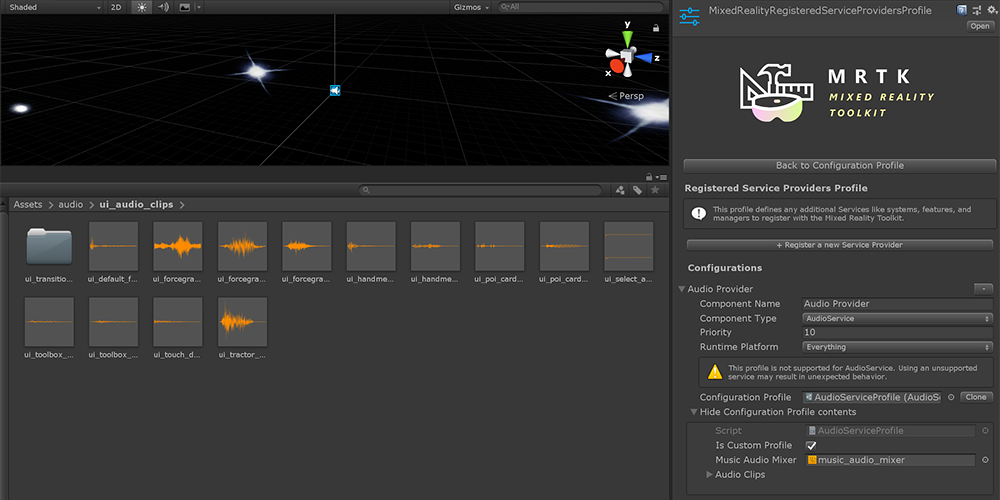 Shaded
2D
Gizmos
All
y
z
x
Persp
Assets
audio
ui_audio_clips
ui_transitio...
ui_default_f...
ui_forcegra...
ui_forcegra...
ui_forcegra...
ui_handme...
ui_handme...
ui_poi_card...
ui_poi_card...
ui_select_a...
ui_toolbox_...
ui_toolbox_...
ui_touch_d...
ui_tractor_...
MixedRealityRegisteredServiceProvidersProfile
Open
MRTK
MIXED REALITY
TOOLKIT
Back to Configuration Profile
Registered Service Providers Profile
This profile defines any additional Services like systems, features, and
managers to register with the Mixed Reality Toolkit.
+ Register a new Service Provider
Configurations
Audio Provider
-
Component Name Audio Provider
Component Type AudioService
Priority 10
Runtime Platform Everything
This profile is not supported for AudioService. Using an unsupported
service may result in unexpected behavior.
Configuration Profile AudioServiceProfile (AudioS Clone
Hide Configuration Profile contents
Script AudioServiceProfile
Is Custom Profile
Music Audio Mixer music_audio_mixer
Audio Clips